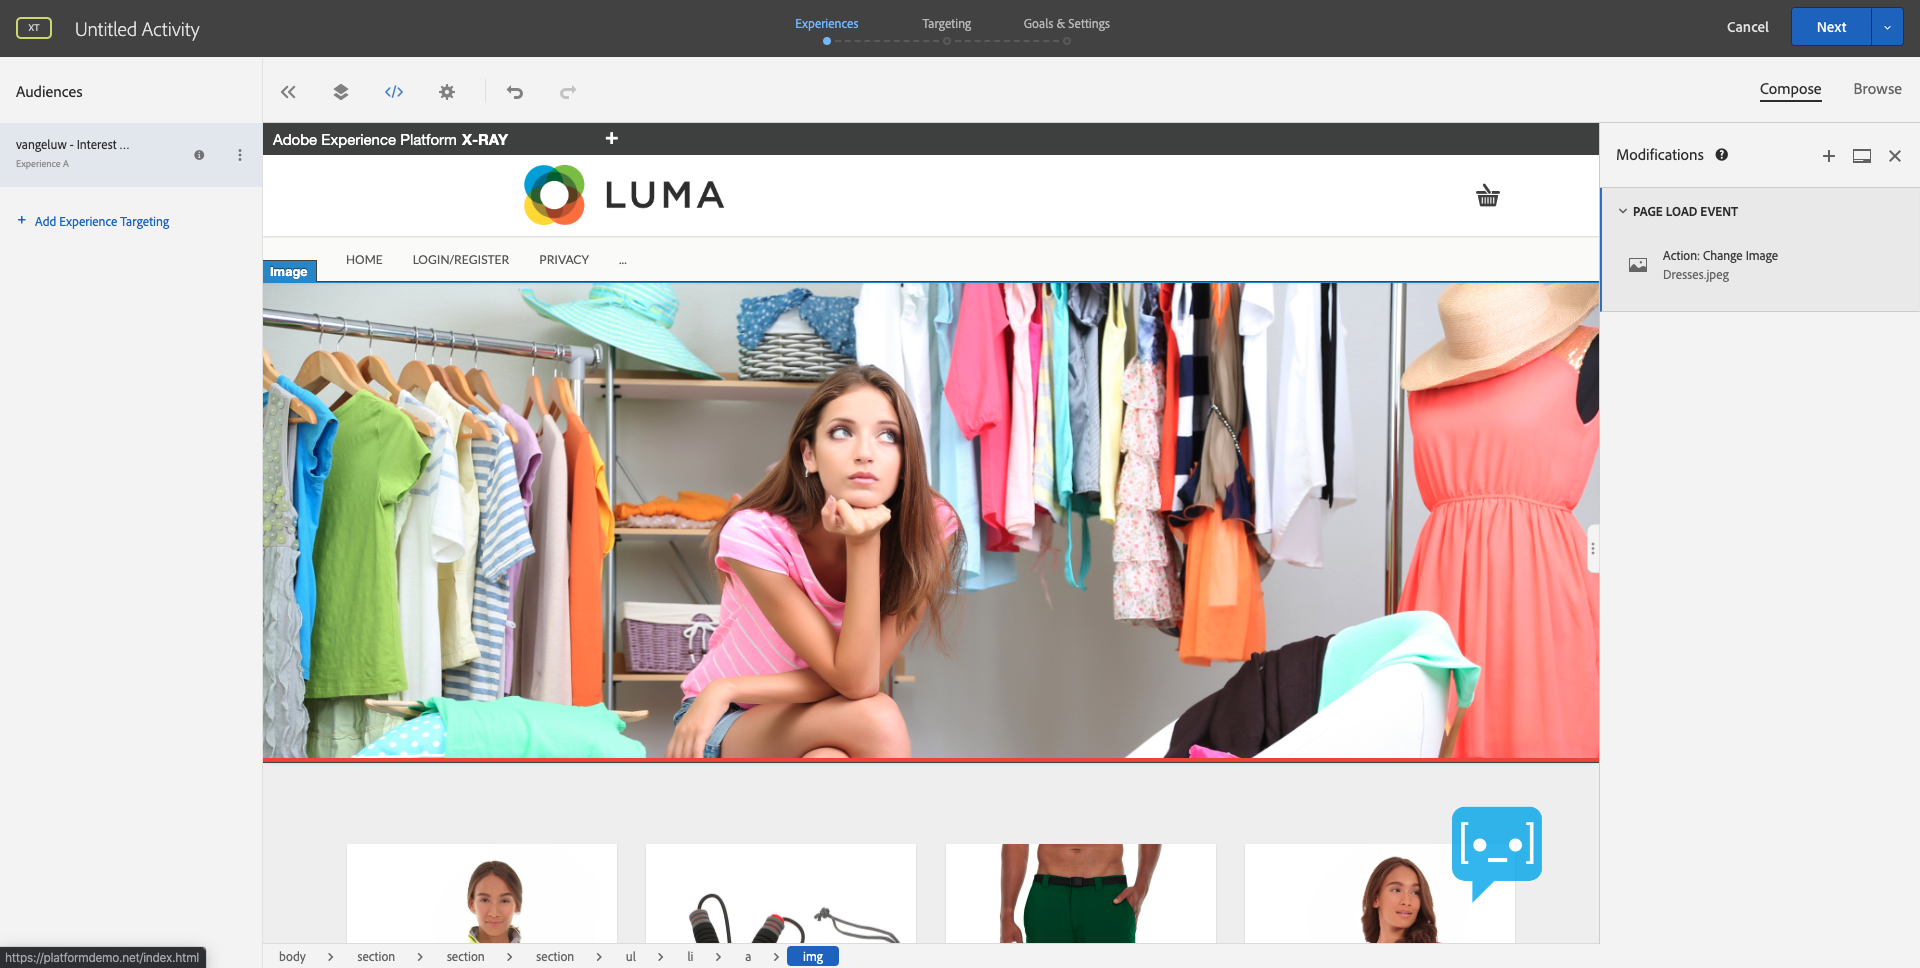 XT
Untitled Activity
Experiences
Targeting
Goals & Settings
Cancel
Next
Audiences
Compose
Browse
vangeluw - Interest ...
Experience A
+ Add Experience Targeting
Adobe Experience Platform X-RAY
+
LUMA
HOME
LOGIN/REGISTER
PRIVACY
...
Image
Modifications
PAGE LOAD EVENT
Action: Change Image
Dresses.jpeg
https://platformdemo.net/index.html
body > section > section > section > ul > li > a > img